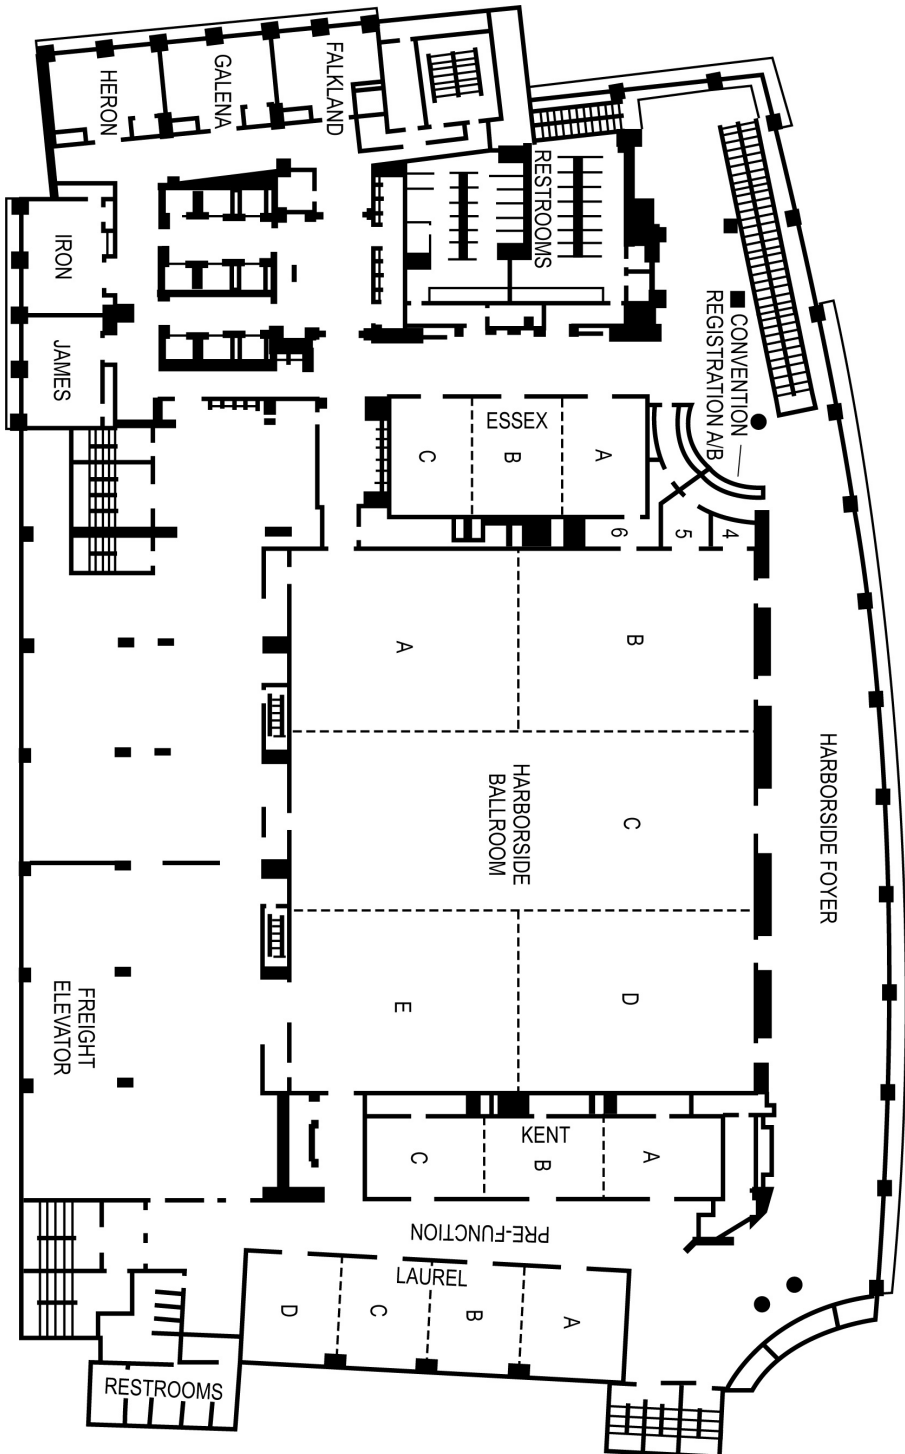 FALKLAND
GALENA
HERON
RESTROOMS
IRON
JAMES
CONVENTION
REGISTRATION A/B
ESSEX
A
B
C
4
5
6
A
B
HARBORSIDE
BALLROOM
C
HARBORSIDE FOYER
D
E
FREIGHT
ELEVATOR
KENT
A
B
C
PRE-FUNCTION
LAUREL
A
B
C
D
RESTROOMS